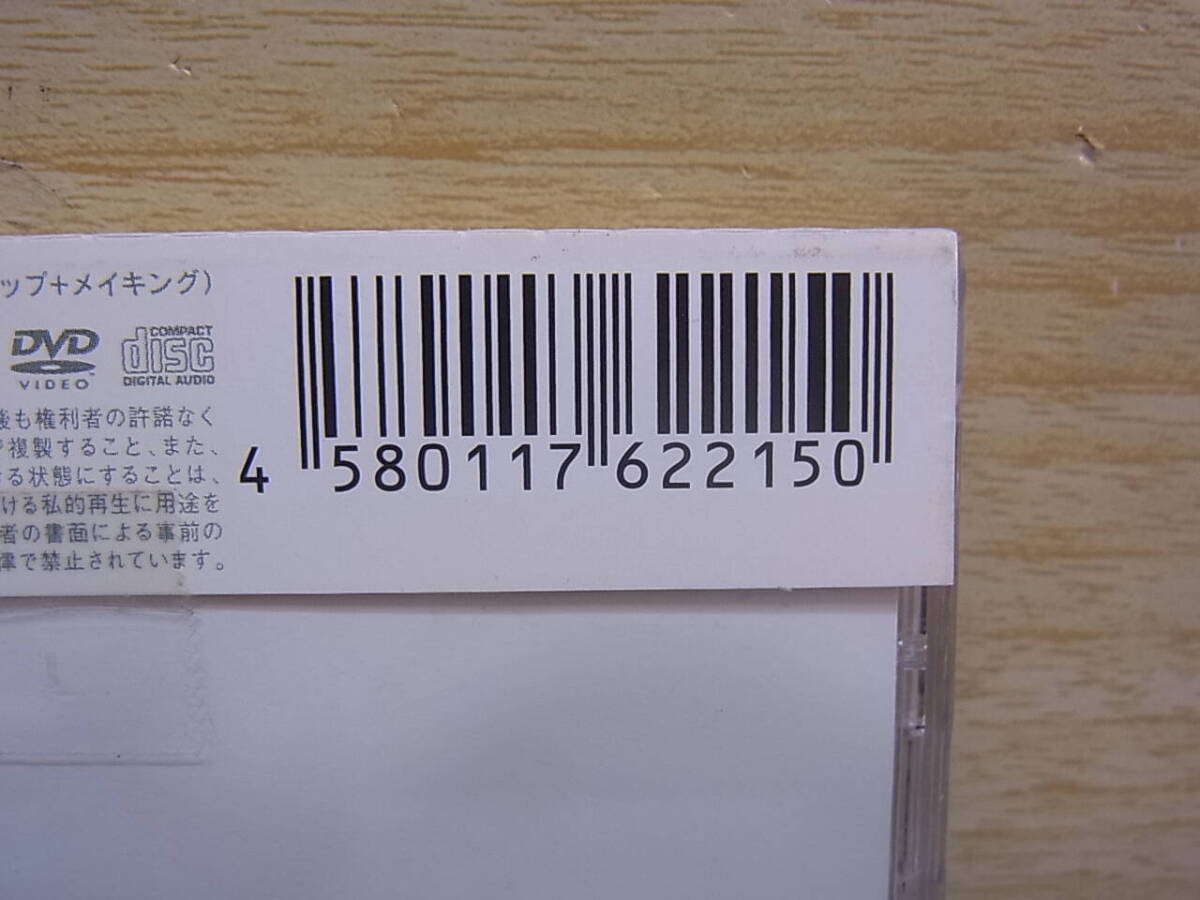 ップ+メイキング)
DVD
VIDEO
COMPACT
disc
DIGITAL AUDIO
後も権利者の許諾なく
複製すること、また、
る状態にすることは、
ける私的再生に用途を
者の書面による事前の
律で禁止されています。
4 580117 622150